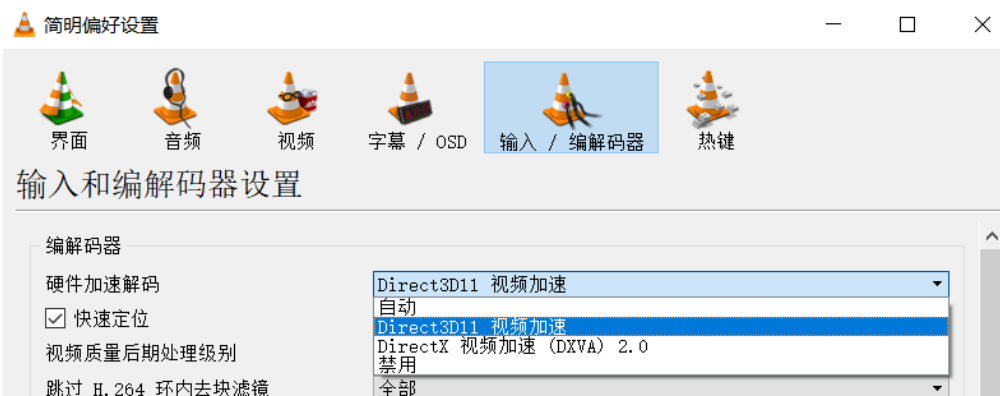 简明偏好设置
界面 音频 视频 字幕 / OSD 输入 / 编解码器 热键
输入和编解码器设置
编解码器
硬件加速解码 Direct3D11 视频加速
自动
快速定位
Direct3D11 视频加速
视频质量后期处理级别 DirectX 视频加速 (DXVA) 2.0
禁用
跳过 H.264 环内去块滤镜 全部